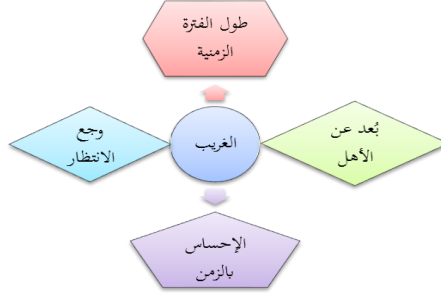 طول الفترة
الزمنية
بُعد عن
الأهل
الغريب
وجع
الانتظار
الإحساس
بالزمن